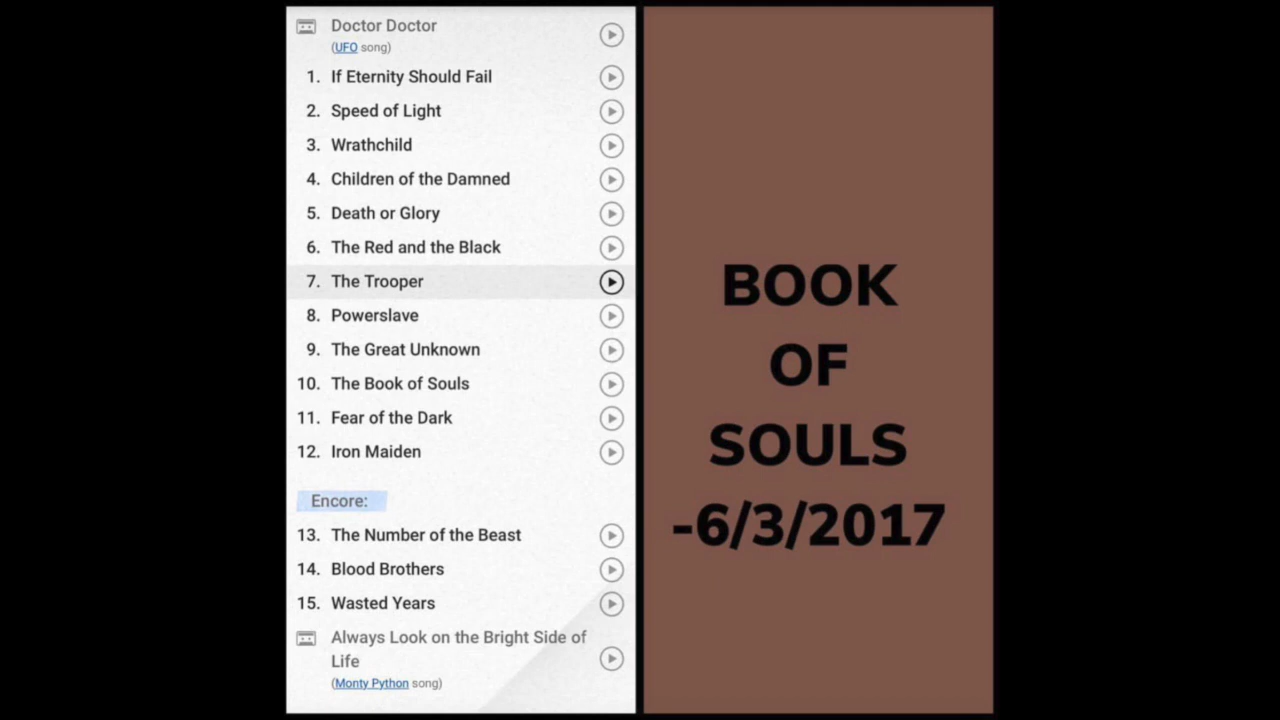 Doctor Doctor
(UFO song)
1. If Eternity Should Fail
2. Speed of Light
3. Wrathchild
4. Children of the Damned
5. Death or Glory
6. The Red and the Black
7. The Trooper
8. Powerslave
9. The Great Unknown
10. The Book of Souls
11. Fear of the Dark
12. Iron Maiden
Encore:
13. The Number of the Beast
14. Blood Brothers
15. Wasted Years
Always Look on the Bright Side of
Life
(Monty Python song)
BOOK
OF
SOULS
-6/3/2017